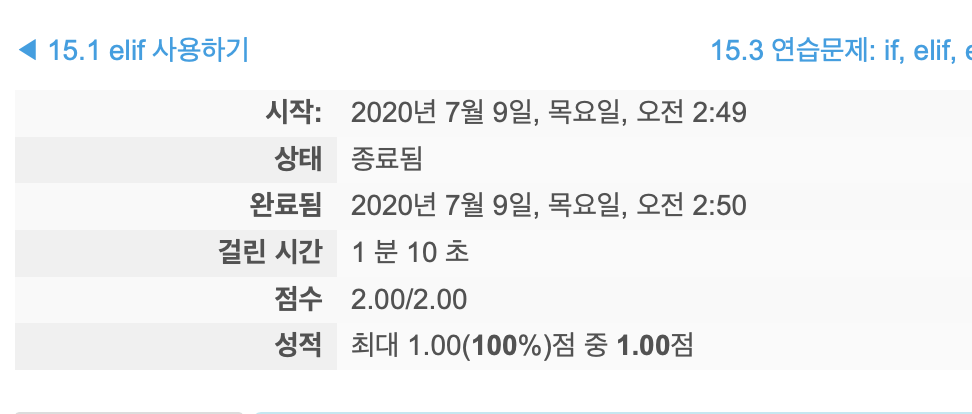 ◀ 15.1 elif 사용하기
15.3 연습문제: if, elif,
시작: 2020년 7월 9일, 목요일, 오전 2:49
상태 종료됨
완료됨 2020년 7월 9일, 목요일, 오전 2:50
걸린 시간 1 분 10 초
점수 2.00/2.00
성적 최대 1.00(100%)점 중 1.00점